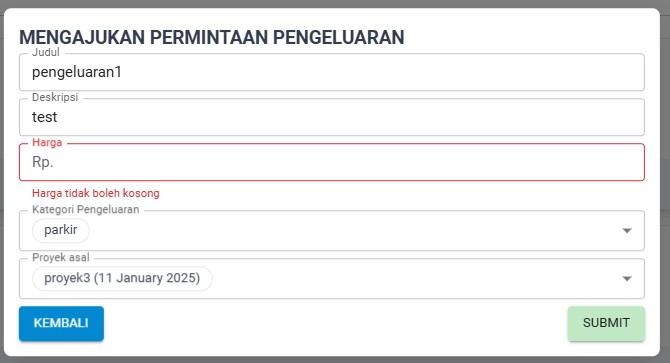 MENGAJUKAN PERMINTAAN PENGELUARAN
Judul
pengeluaran1
Deskripsi
test
Harga
Rp.
Harga tidak boleh kosong
Kategori Pengeluaran
parkir
Proyek asal
proyek3 (11 January 2025)
KEMBALI SUBMIT